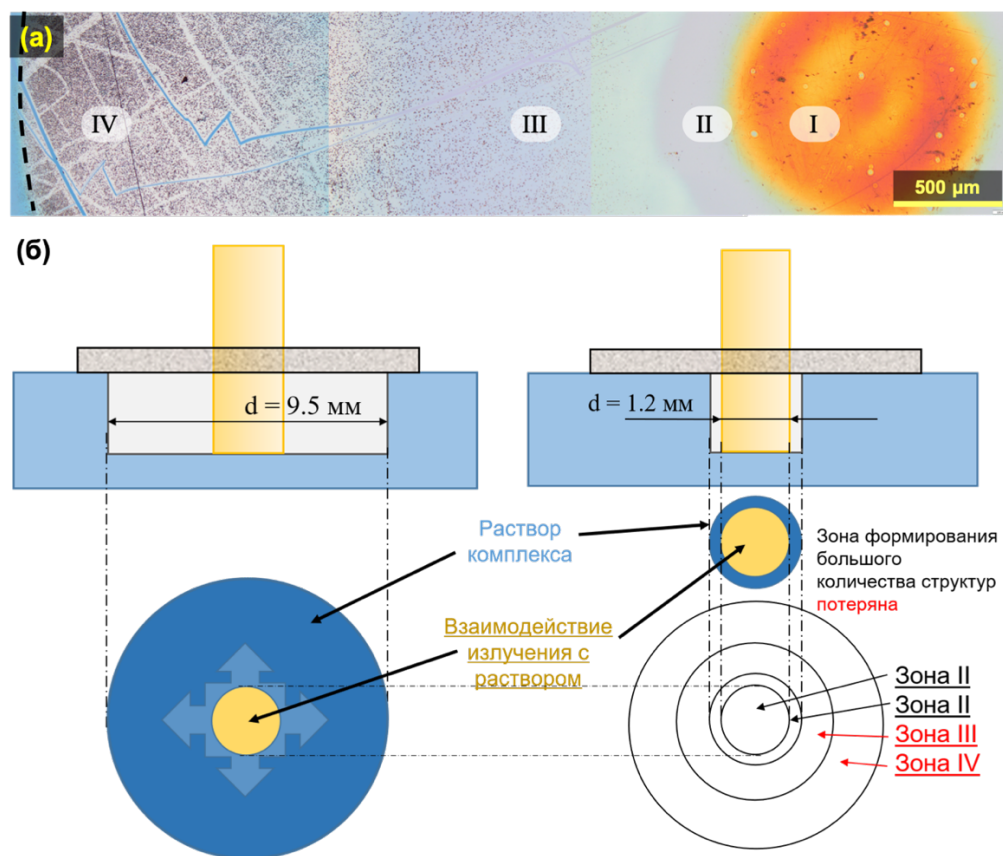 (а)
IV
III
II
I
500 µm
(б)
d = 9.5 мм
d = 1.2 мм
Раствор
комплекса
Зона формирования
большого
количества структур
потеряна
Взаимодействие
излучения с
раствором
Зона II
Зона II
Зона III
Зона IV